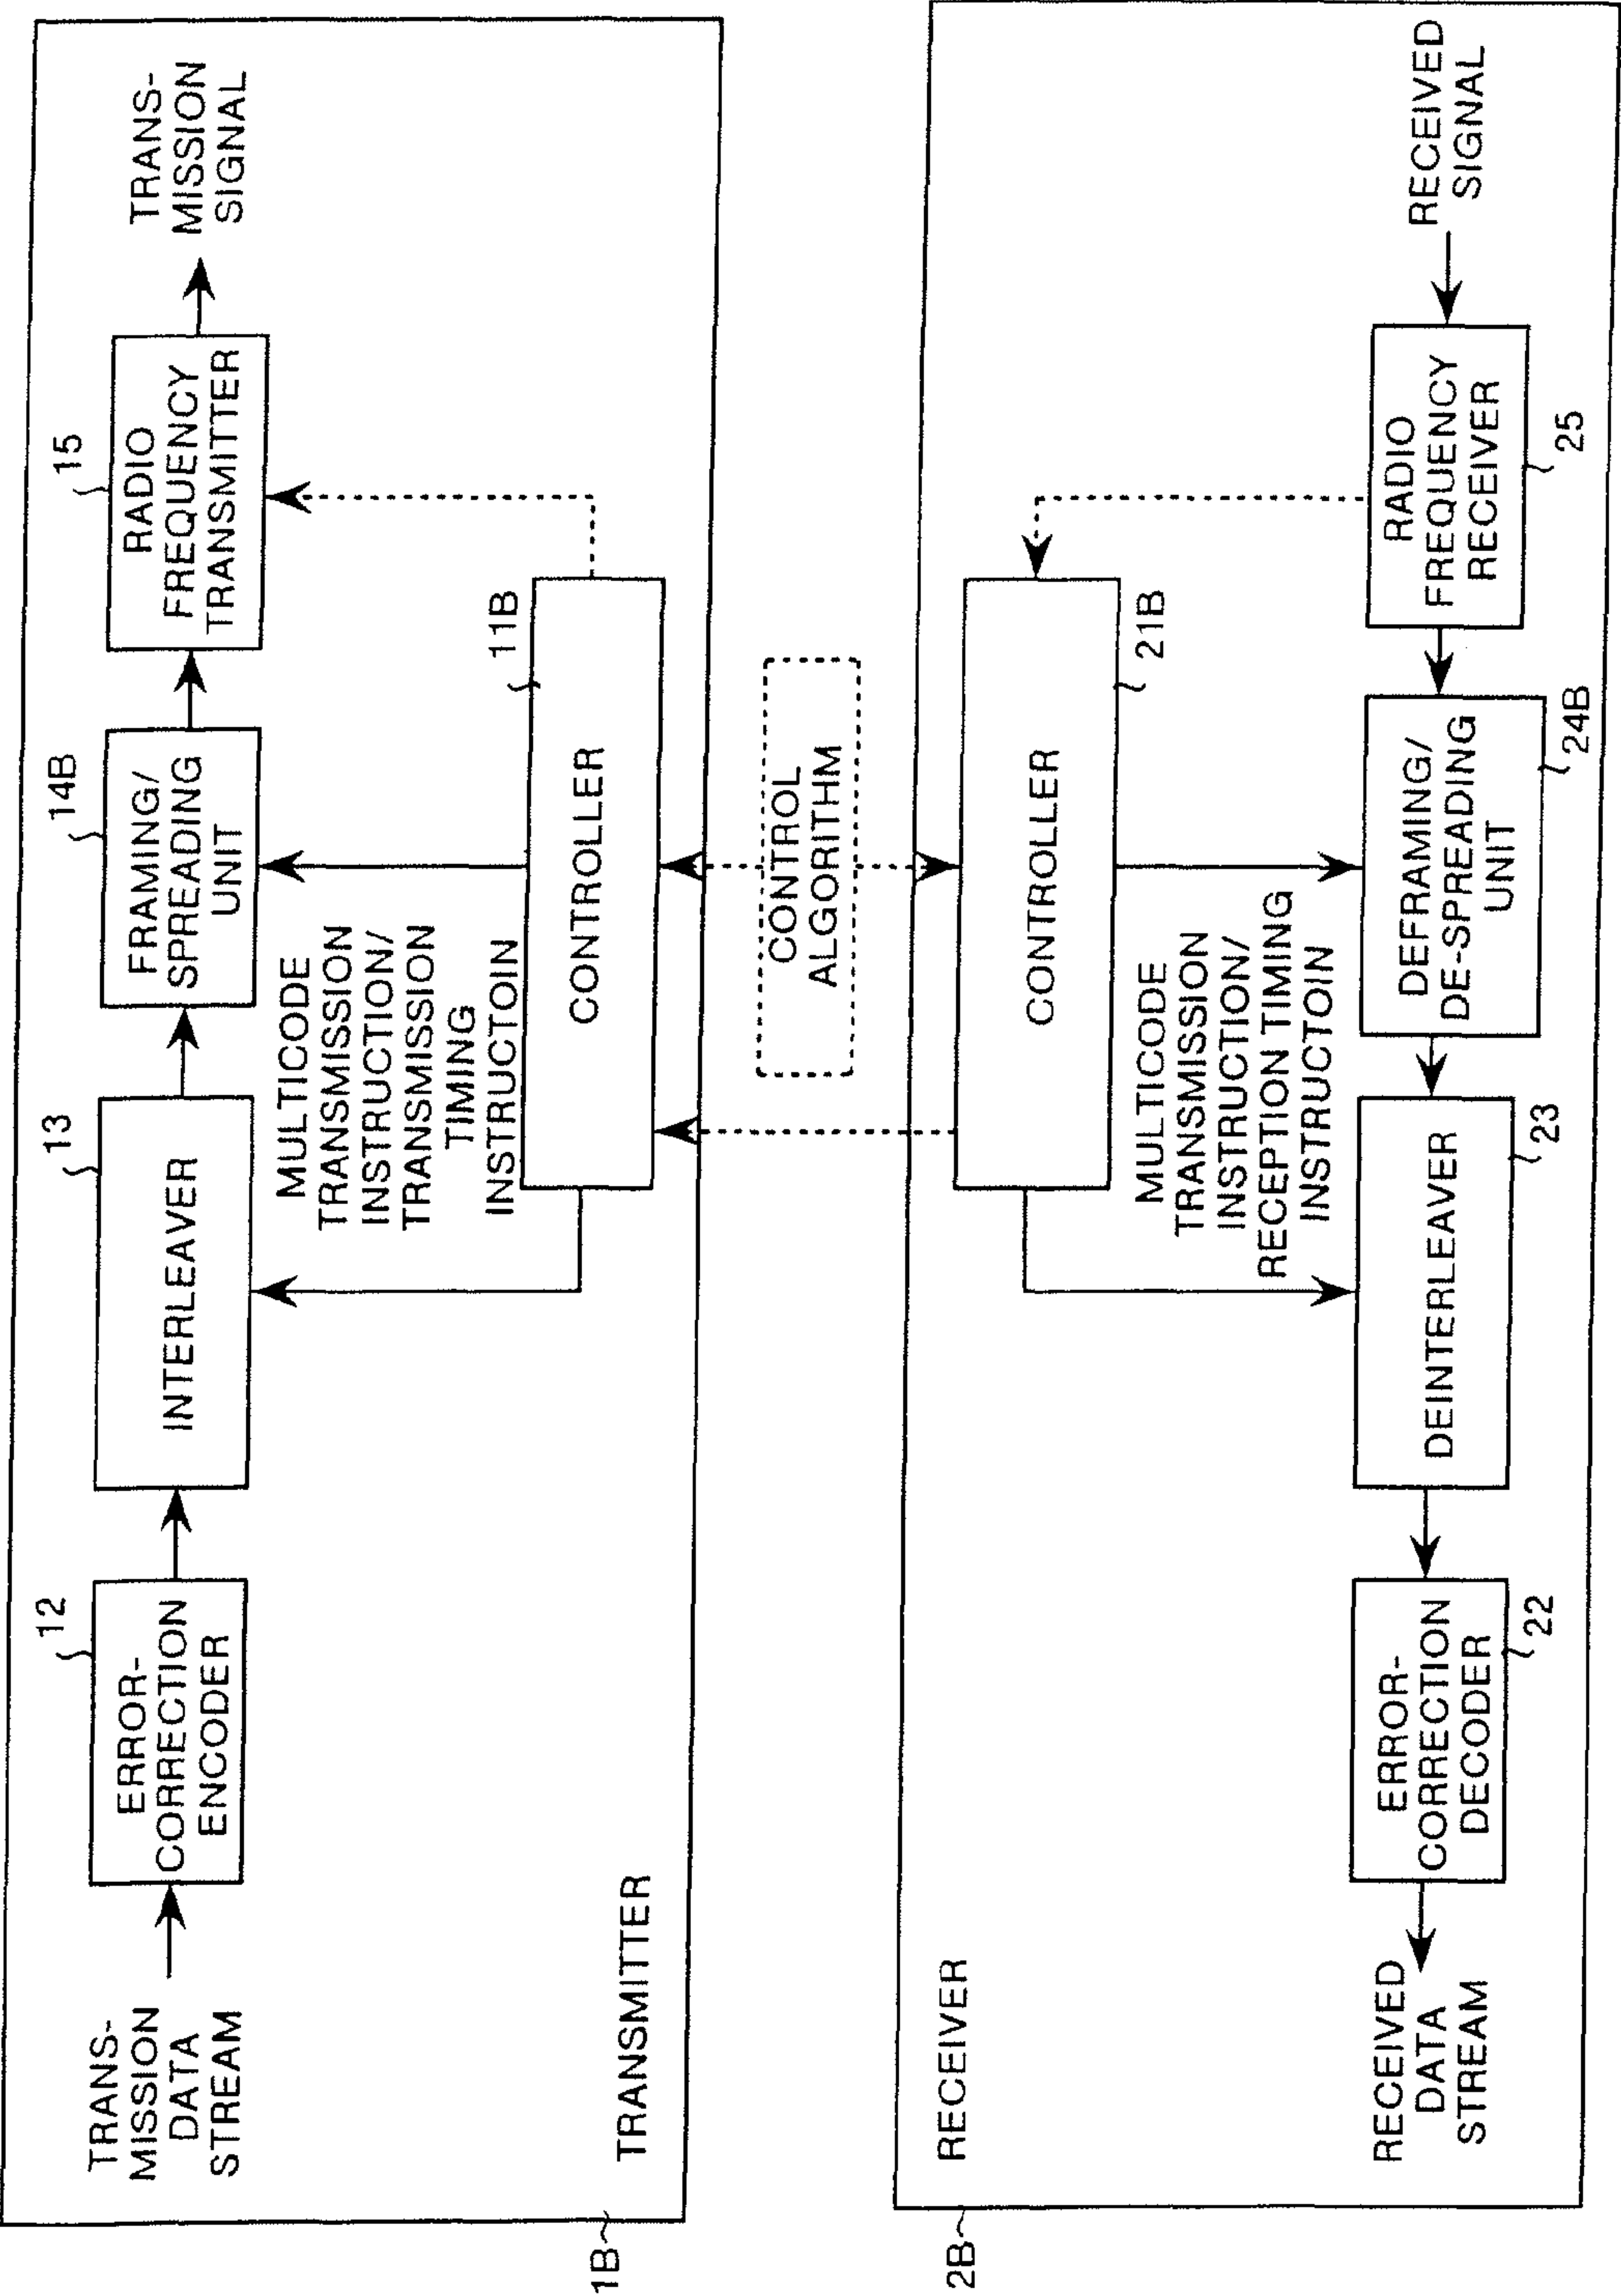 TRANS-
MISSION
DATA
STREAM
12
ERROR-
CORRECTION
ENCODER
13
INTERLEAVER
14B
FRAMING/
SPREADING
UNIT
15
RADIO
FREQUENCY
TRANSMITTER
TRANS-
MISSION
SIGNAL
MULTICODE
TRANSMISSION
INSTRUCTION/
TRANSMISSION
TIMING
INSTRUCTOIN
11B
CONTROLLER
TRANSMITTER
1B
CONTROL
ALGORITHM
2B
RECEIVER
CONTROLLER
21B
MULTICODE
TRANSMISSION
INSTRUCTION/
RECEPTION TIMING
INSTRUCTOIN
RECEIVED
DATA
STREAM
ERROR-
CORRECTION
DECODER
22
DEINTERLEAVER
23
DEFRAMING/
DE-SPREADING
UNIT
24B
RADIO
FREQUENCY
RECEIVER
25
RECEIVED
SIGNAL